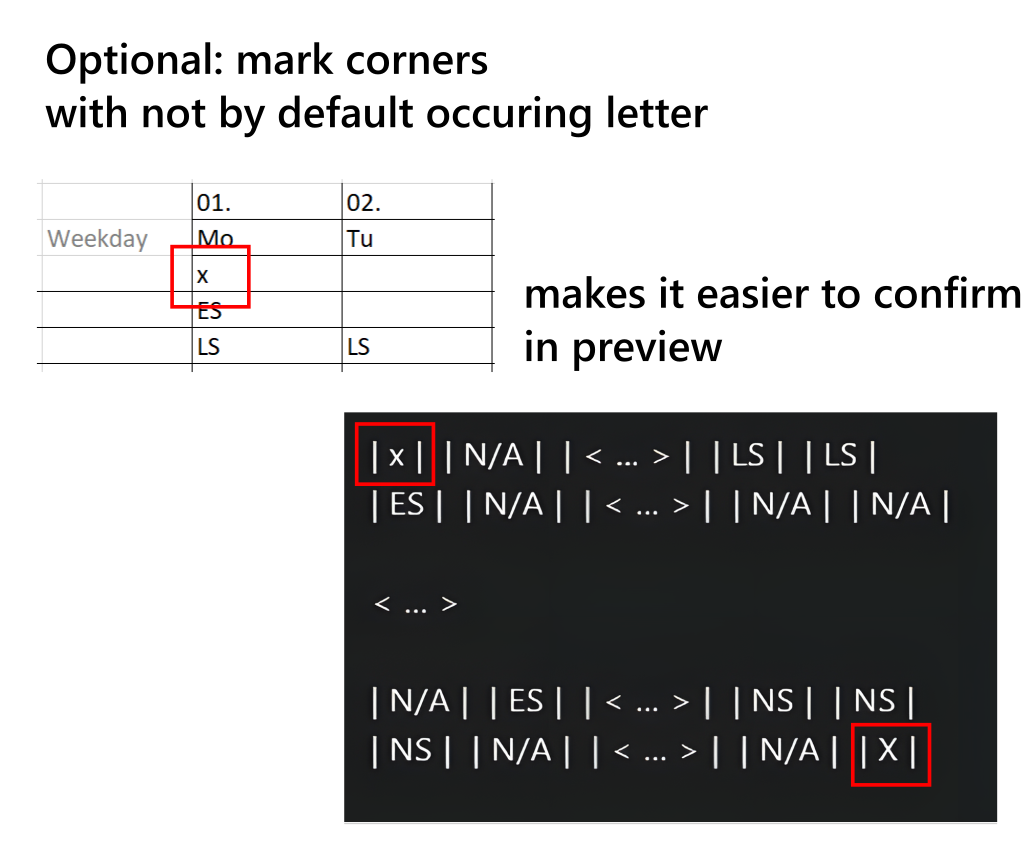 Optional: mark corners
with not by default occuring letter
01. 02.
Weekday Mo Tu
x
ES
LS LS
makes it easier to confirm
in preview
| x | | N/A | | < ... > | | LS | | LS |
| ES | | N/A | | < ... > | | N/A | | N/A |
< ... >
| N/A | | ES | | < ... > | | NS | | NS |
| NS | | N/A | | < ... > | | N/A | | X |